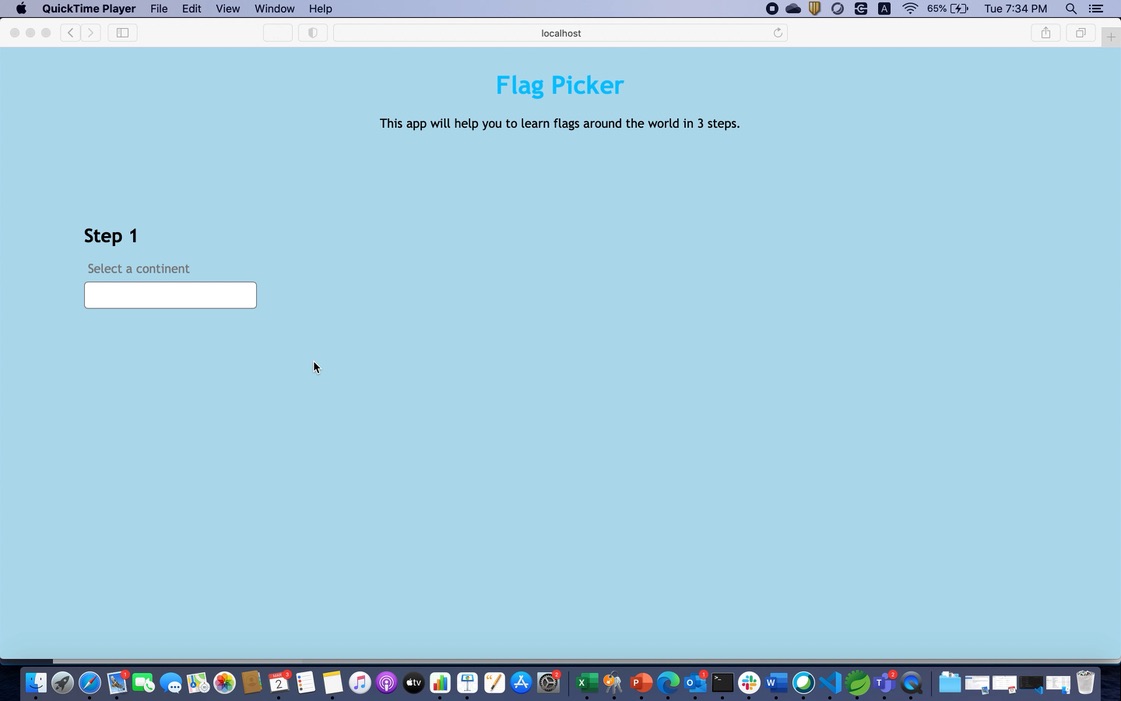 QuickTime Player File Edit View Window Help 65% Tue 7:34 PM
localhost
Flag Picker
This app will help you to learn flags around the world in 3 steps.
Step 1
Select a continent